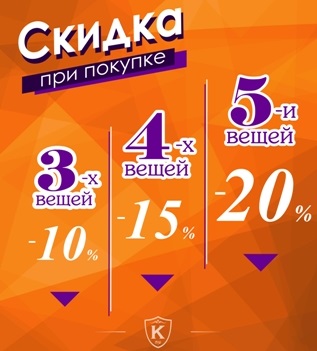 Скидка
при покупке
3-х
вещей
-10%
4-х
вещей
-15%
5-и
вещей
-20%
K